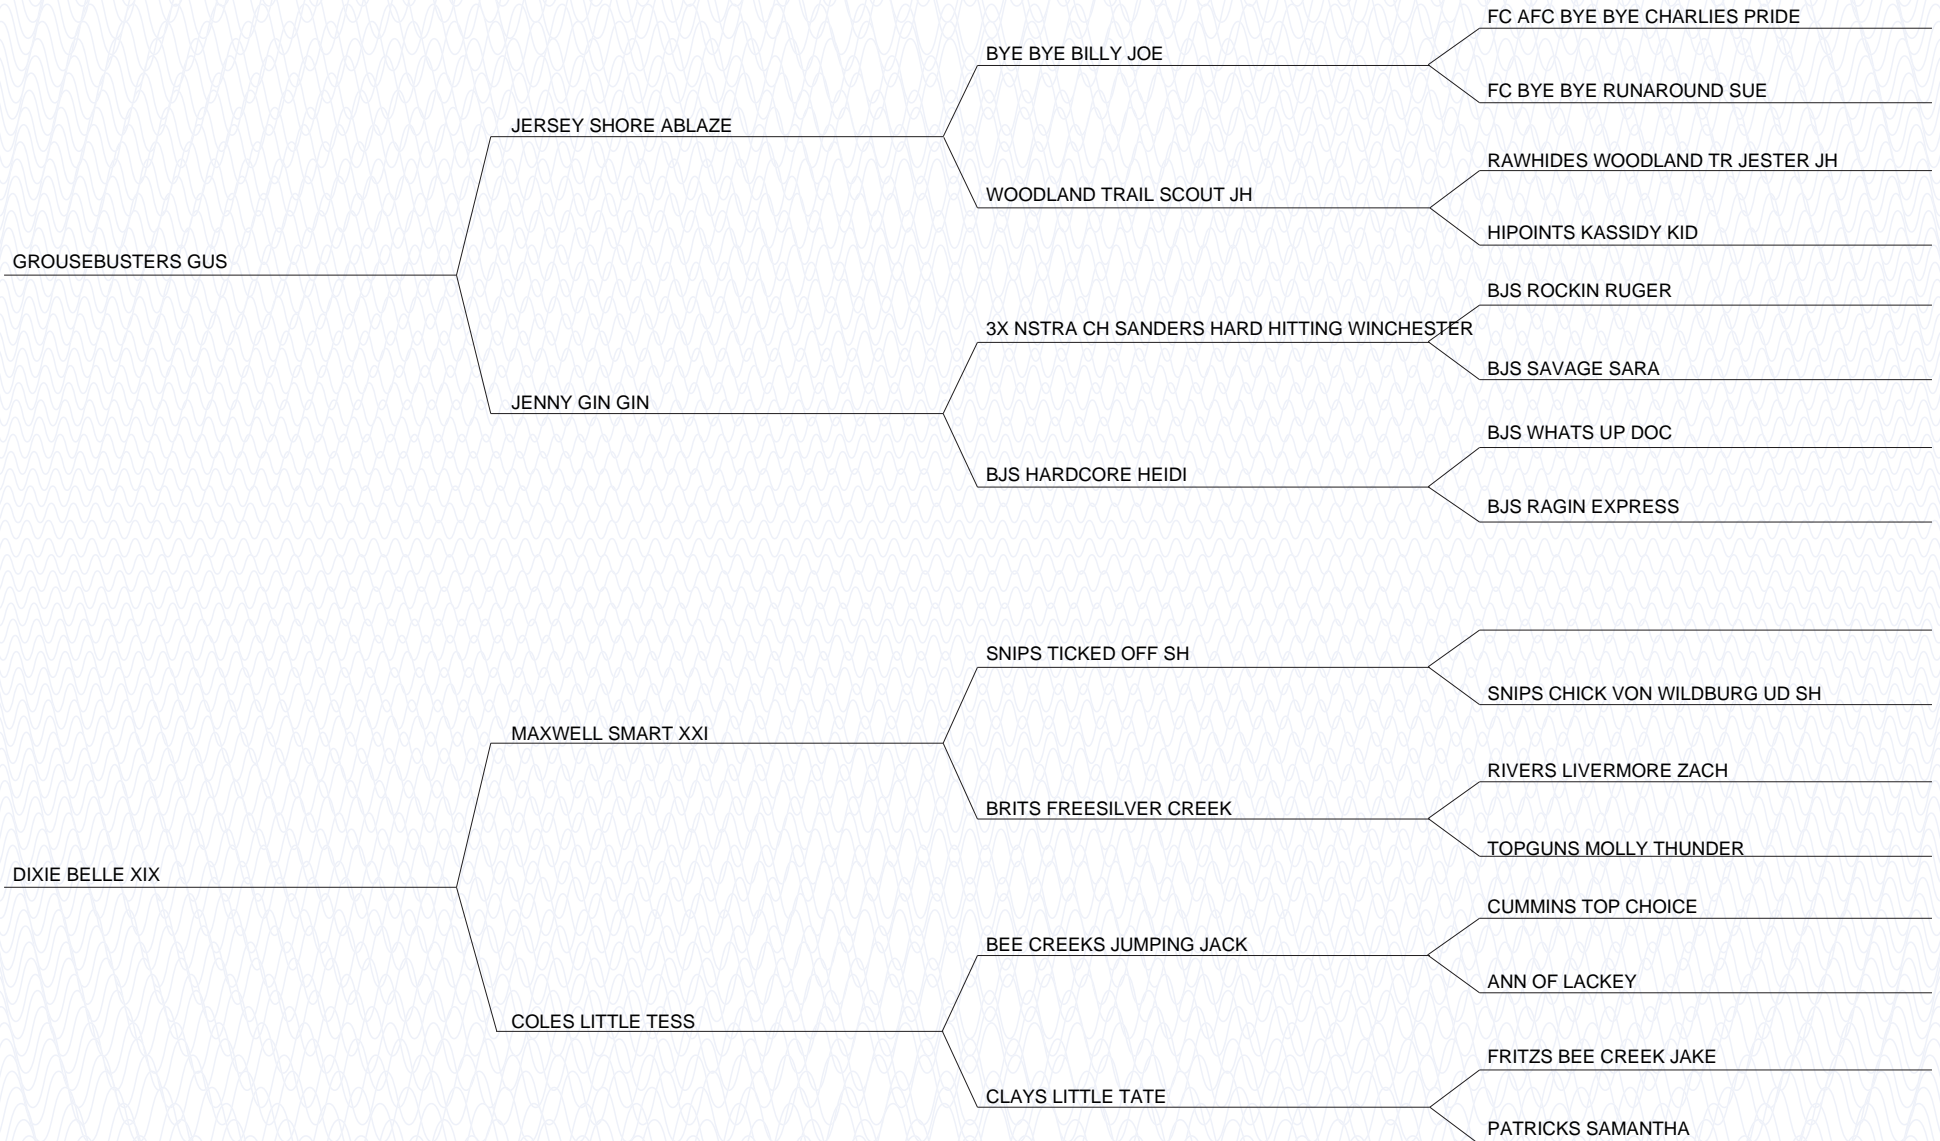 FC AFC BYE BYE CHARLIES PRIDE
BYE BYE BILLY JOE
FC BYE BYE RUNAROUND SUE
JERSEY SHORE ABLAZE
RAWHIDES WOODLAND TR JESTER JH
WOODLAND TRAIL SCOUT JH
HIPOINTS KASSIDY KID
GROUSEBUSTERS GUS
BJS ROCKIN RUGER
3X NSTRA CH SANDERS HARD HITTING WINCHESTER
BJS SAVAGE SARA
JENNY GIN GIN
BJS WHATS UP DOC
BJS HARDCORE HEIDI
BJS RAGIN EXPRESS
SNIPS TICKED OFF SH
SNIPS CHICK VON WILDBURG UD SH
MAXWELL SMART XXI
RIVERS LIVERMORE ZACH
BRITS FREESILVER CREEK
TOPGUNS MOLLY THUNDER
DIXIE BELLE XIX
CUMMINS TOP CHOICE
BEE CREEKS JUMPING JACK
ANN OF LACKEY
COLES LITTLE TESS
FRITZS BEE CREEK JAKE
CLAYS LITTLE TATE
PATRICKS SAMANTHA